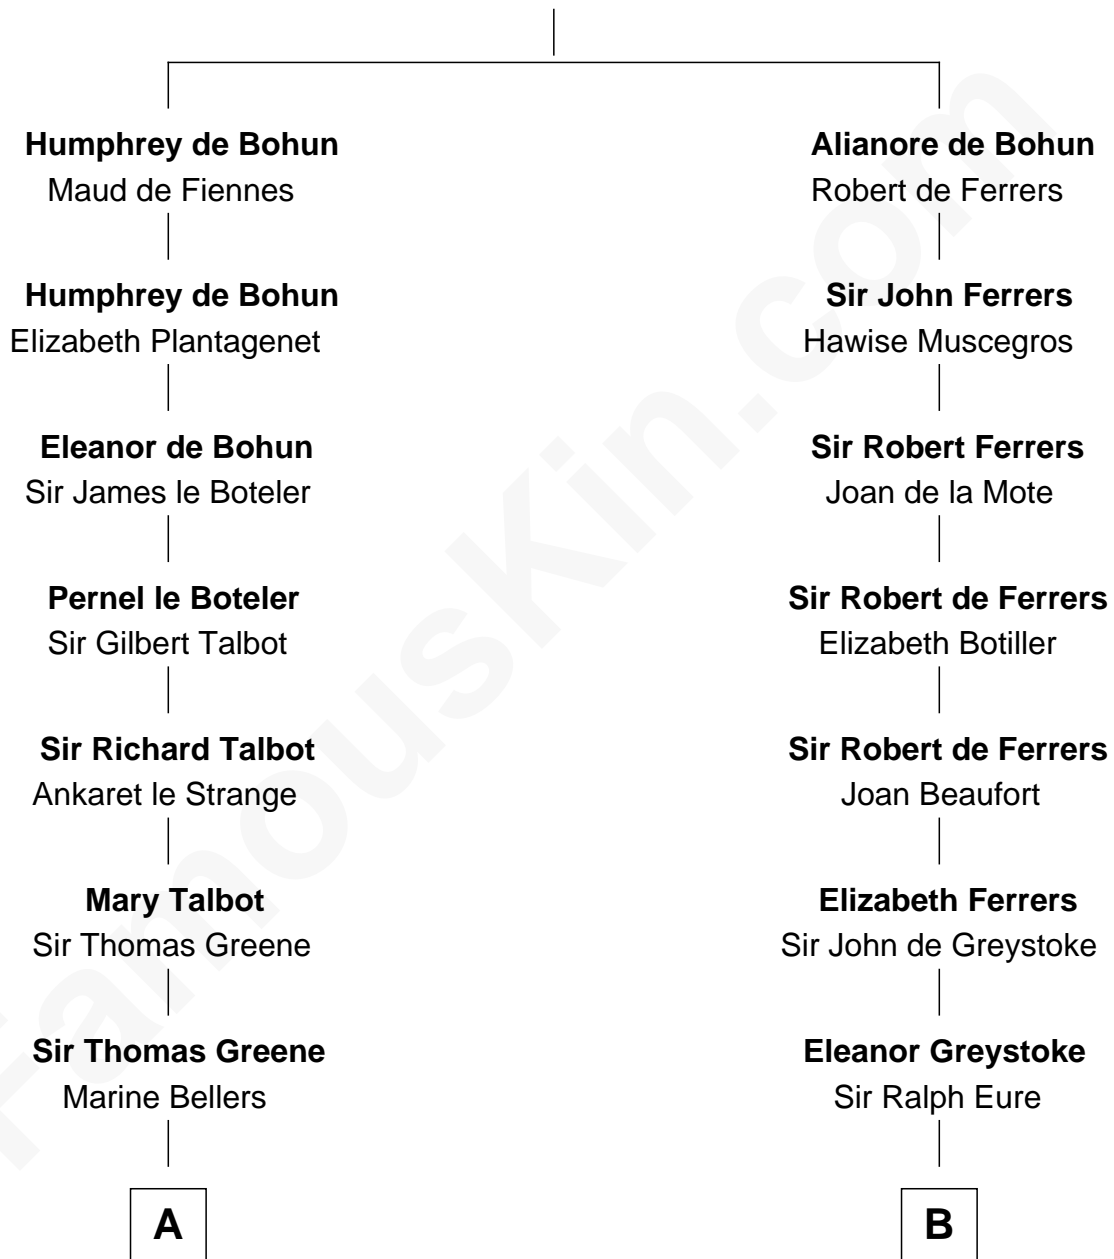 Humphrey de Bohun
Maud de Fiennes
Humphrey de Bohun
Elizabeth Plantagenet
Eleanor de Bohun
Sir James le Boteler
Pernel le Boteler
Sir Gilbert Talbot
Sir Richard Talbot
Ankaret le Strange
Mary Talbot
Sir Thomas Greene
Sir Thomas Greene
Marine Bellers
A
Alianore de Bohun
Robert de Ferrers
Sir John Ferrers
Hawise Muscegros
Sir Robert Ferrers
Joan de la Mote
Sir Robert de Ferrers
Elizabeth Botiller
Sir Robert de Ferrers
Joan Beaufort
Elizabeth Ferrers
Sir John de Greystoke
Eleanor Greystoke
Sir Ralph Eure
B
FamousKin.com